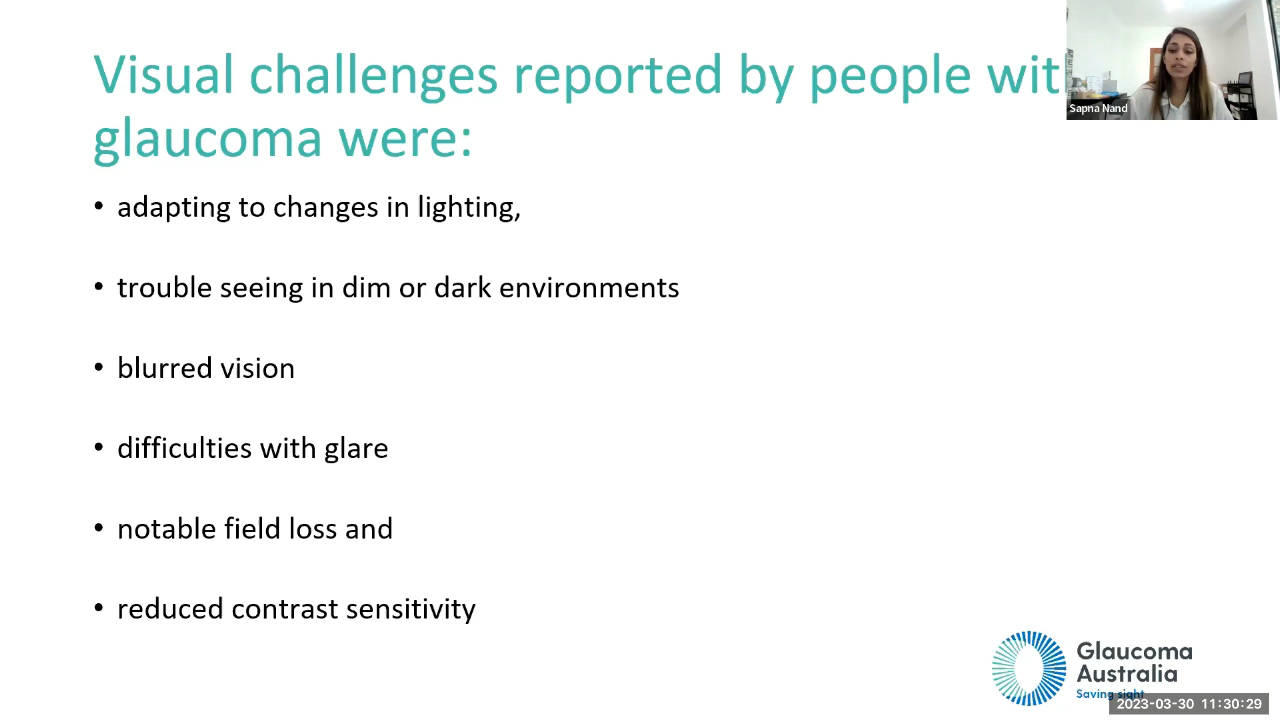 Visual challenges reported by people wit
glaucoma were:
Sapna Nand
• adapting to changes in lighting,
• trouble seeing in dim or dark environments
• blurred vision
• difficulties with glare
• notable field loss and
• reduced contrast sensitivity
Glaucoma
Australia
Saving sight
2023-03-30 11:30:29